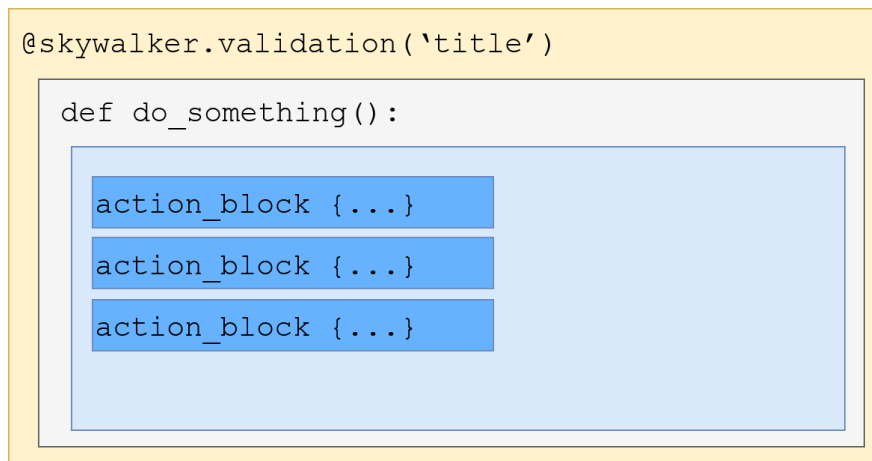 @skywalker.validation(‘title’)
def do_something():
action_block {...}
action_block {...}
action_block {...}